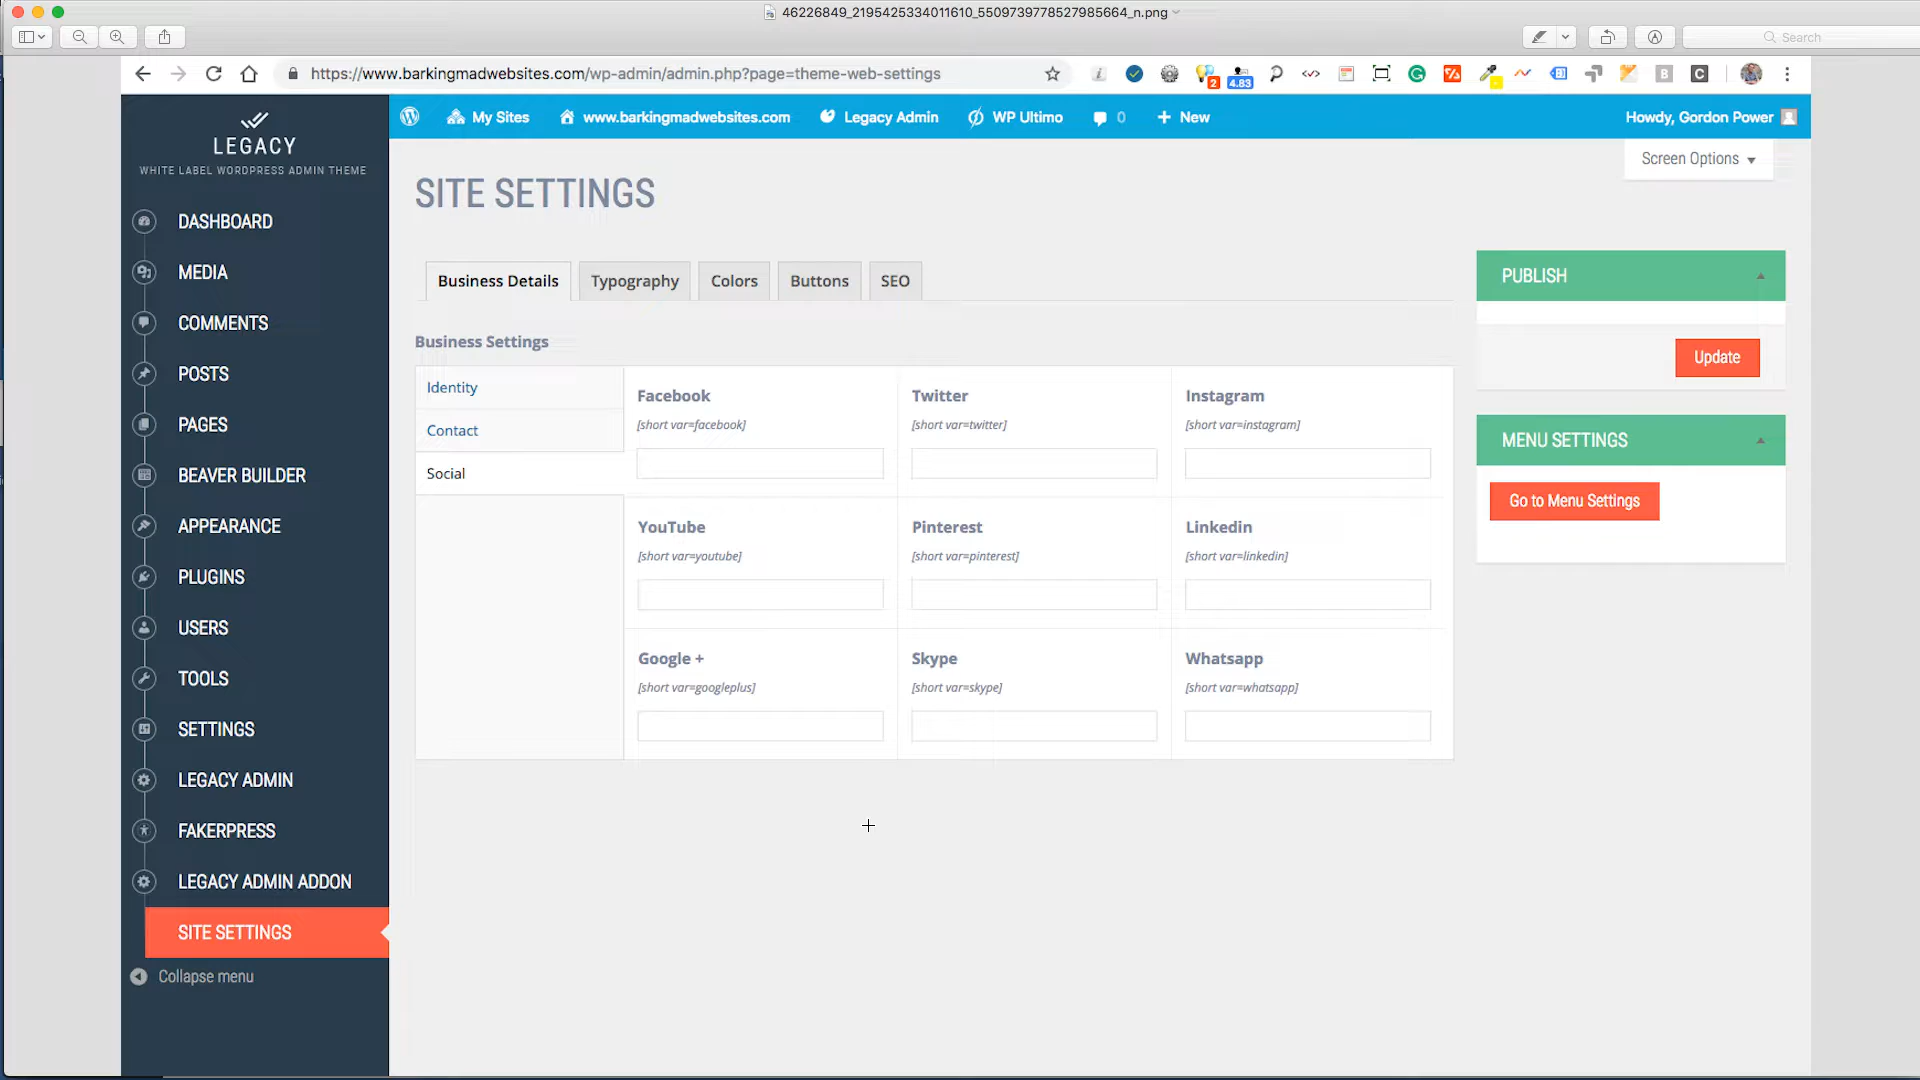 46226849_2195425334011610_5509739778527985664_n.png
Search
https://www.barkingmadwebsites.com/wp-admin/admin.php?page=theme-web-settings
2
4.83
LEGACY
WHITE LABEL WORDPRESS ADMIN THEME
My Sites
www.barkingmadwebsites.com
Legacy Admin
WP Ultimo
0
New
Howdy, Gordon Power
Screen Options
DASHBOARD
MEDIA
COMMENTS
POSTS
PAGES
BEAVER BUILDER
APPEARANCE
PLUGINS
USERS
TOOLS
SETTINGS
LEGACY ADMIN
FAKERPRESS
LEGACY ADMIN ADDON
SITE SETTINGS
Collapse menu
SITE SETTINGS
Business Details
Typography
Colors
Buttons
SEO
Business Settings
Identity
Contact
Social
Facebook
[short var=facebook]
Twitter
[short var=twitter]
Instagram
[short var=instagram]
YouTube
[short var=youtube]
Pinterest
[short var=pinterest]
Linkedin
[short var=linkedin]
Google +
[short var=googleplus]
Skype
[short var=skype]
Whatsapp
[short var=whatsapp]
PUBLISH
Update
MENU SETTINGS
Go to Menu Settings